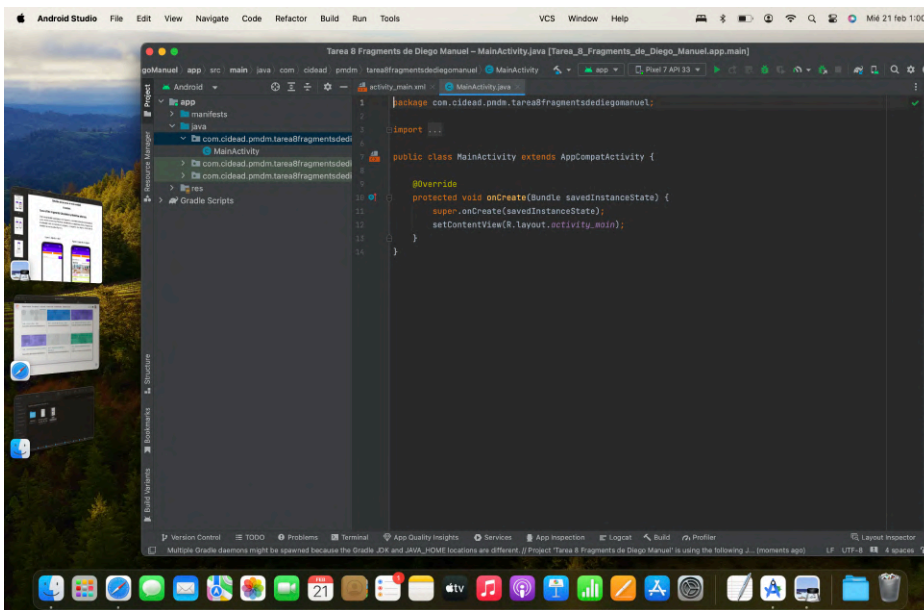 Android Studio File Edit View Navigate Code Refactor Build Run Tools VCS Window Help Mié 21 feb 1:00
Tarea 8 Fragments de Diego Manuel – MainActivity.java [Tarea_8_Fragments_de_Diego_Manuel.app.main]
goManuel app src main java com cidead pmdm tarea8fragmentsdediegomanuel MainActivity app Pixel 7 API 33
Project
Android
activity_main.xml
MainActivity.java
app
manifests
java
com.cidead.pmdm.tarea8fragmentsdedi
MainActivity
com.cidead.pmdm.tarea8fragmentsdedi
com.cidead.pmdm.tarea8fragmentsdedi
res
Gradle Scripts
Resource Manager
Structure
Bookmarks
Build Variants
1 package com.cidead.pmdm.tarea8fragmentsdediegomanuel;
2
3 import ...
6
7 public class MainActivity extends AppCompatActivity {
8
9 @Override
10 protected void onCreate(Bundle savedInstanceState) {
11 super.onCreate(savedInstanceState);
12 setContentView(R.layout.activity_main);
13 }
14 }
Version Control TODO Problems Terminal App Quality Insights Services App Inspection Logcat Build Profiler Layout Inspector
Multiple Gradle daemons might be spawned because the Gradle JDK and JAVA_HOME locations are different. // Project 'Tarea 8 Fragments de Diego Manuel' is using the following J... (moments ago) LF UTF-8 4 spaces
FEB
21
1
tv